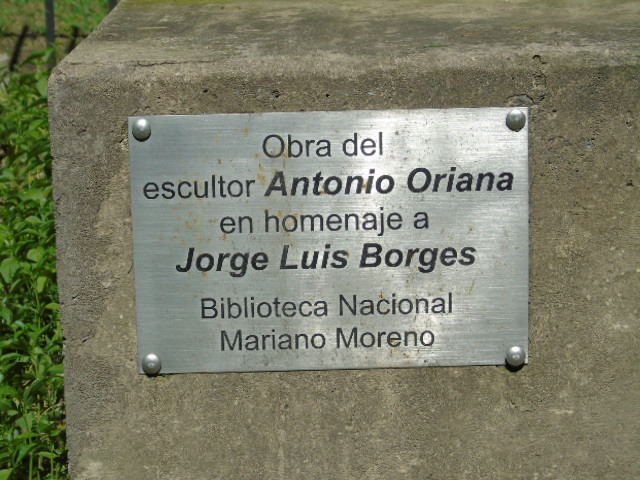 Obra del
escultor Antonio Oriana
en homenaje a
Jorge Luis Borges
Biblioteca Nacional
Mariano Moreno